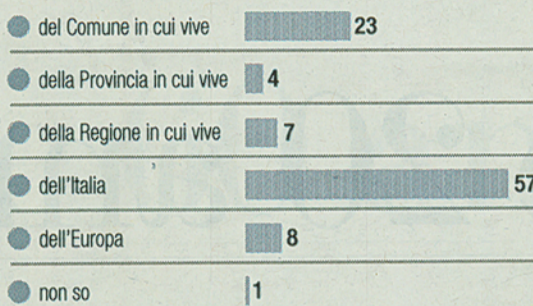 del Comune in cui vive 23
della Provincia in cui vive 4
della Regione in cui vive 7
dell'Italia 57
dell'Europa 8
non so 1